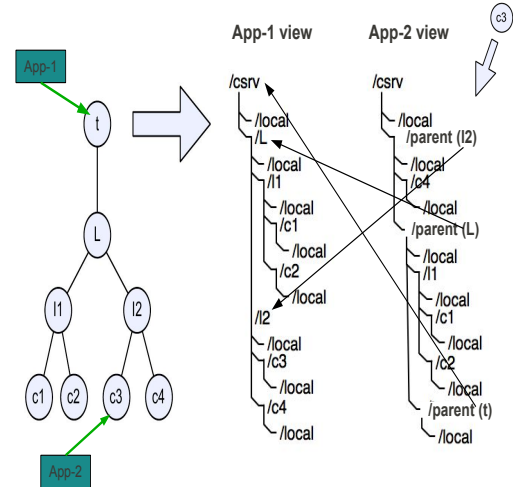 App-1
t
L
l1
l2
c1
c2
c3
c4
App-2
App-1 view
/csrv
/local
/L
/local
/l1
/local
/c1
/local
/c2
/local
/l2
/local
/c3
/local
/c4
/local
App-2 view
c3
/csrv
/local
/parent (l2)
/local
/c4
/local
/parent (L)
/local
/l1
/local
/c1
/local
/c2
/local
/parent (t)
/local